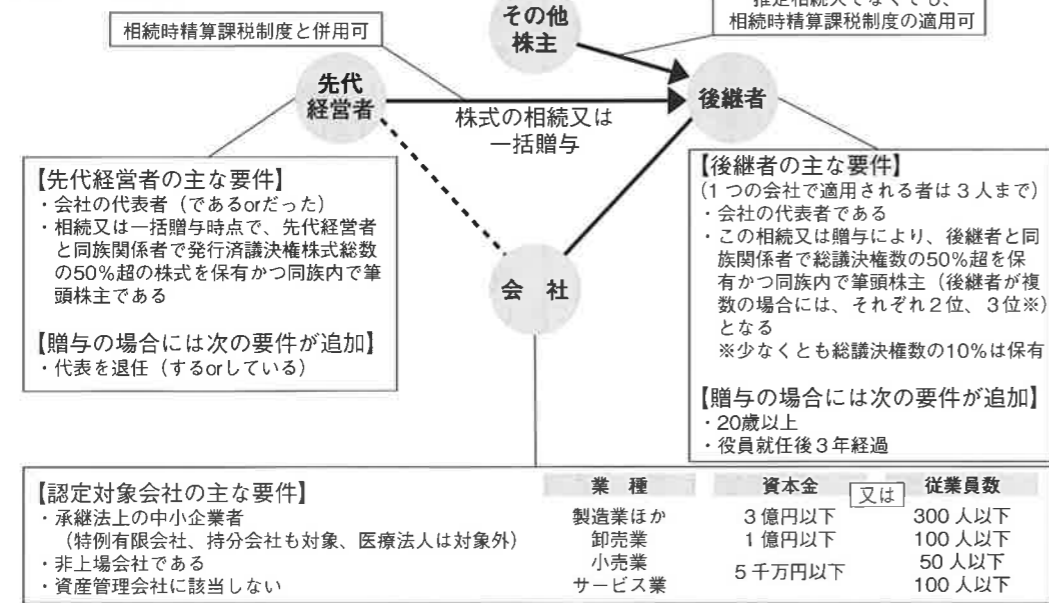 その他
株主
推定相続人でなくても、
相続時精算課税制度の適用可
相続時精算課税制度と併用可
先代
経営者
後継者
株式の相続又は
一括贈与
【先代経営者の主な要件】
・会社の代表者（であるorだった）
・相続又は一括贈与時点で、先代経営者
と同族関係者で発行済議決権株式総数
の50％超の株式を保有かつ同族内で筆
頭株主である
【贈与の場合には次の要件が追加】
・代表を退任（するorしている）
会　社
【後継者の主な要件】
（１つの会社で適用される者は３人まで）
・会社の代表者である
・この相続又は贈与により、後継者と同
族関係者で総議決権数の50％超を保
有かつ同族内で筆頭株主（後継者が複
数の場合には、それぞれ２位、３位※）
となる
※少なくとも総議決権数の10％は保有
【贈与の場合には次の要件が追加】
・20歳以上
・役員就任後３年経過
【認定対象会社の主な要件】
・承継法上の中小企業者
（特例有限会社、持分会社も対象、医療法人は対象外）
・非上場会社である
・資産管理会社に該当しない
業　種　資本金　又は　従業員数
製造業ほか　３億円以下　300 人以下
卸売業　１億円以下　100 人以下
小売業　５千万円以下　50 人以下
サービス業　100 人以下